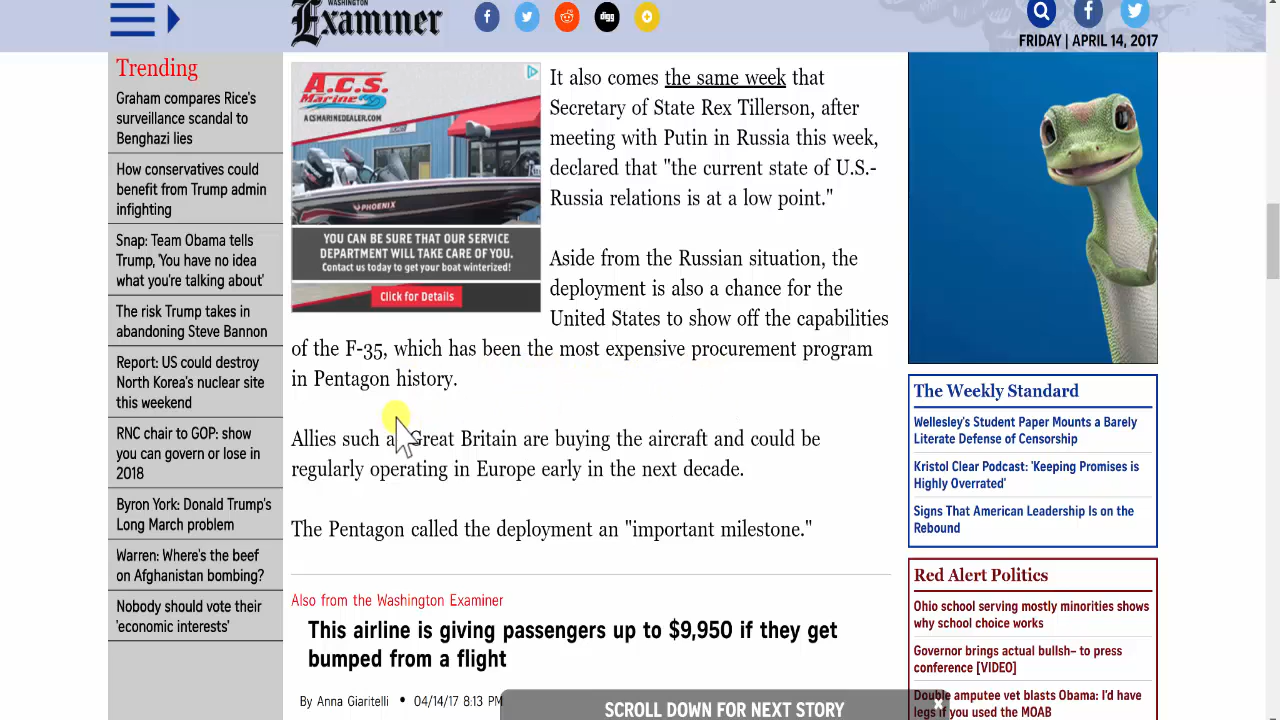 WASHINGTON
Examiner
digg
FRIDAY | APRIL 14, 2017
Trending
Graham compares Rice's
surveillance scandal to
Benghazi lies
How conservatives could
benefit from Trump admin
infighting
Snap: Team Obama tells
Trump, 'You have no idea
what you're talking about'
The risk Trump takes in
abandoning Steve Bannon
Report: US could destroy
North Korea's nuclear site
this weekend
RNC chair to GOP: show
you can govern or lose in
2018
Byron York: Donald Trump's
Long March problem
Warren: Where's the beef
on Afghanistan bombing?
Nobody should vote their
'economic interests'
A.C.S.
Marine
ACSMARINEDEALER.COM
PHOENIX
YOU CAN BE SURE THAT OUR SERVICE
DEPARTMENT WILL TAKE CARE OF YOU.
Contact us today to get your boat winterized!
Click for Details
It also comes the same week that
Secretary of State Rex Tillerson, after
meeting with Putin in Russia this week,
declared that "the current state of U.S.-
Russia relations is at a low point."
Aside from the Russian situation, the
deployment is also a chance for the
United States to show off the capabilities
of the F-35, which has been the most expensive procurement program
in Pentagon history.
Allies such a Great Britain are buying the aircraft and could be
regularly operating in Europe early in the next decade.
The Pentagon called the deployment an "important milestone."
Also from the Washington Examiner
This airline is giving passengers up to $9,950 if they get
bumped from a flight
By Anna Giaritelli • 04/14/17 8:13 PM
SCROLL DOWN FOR NEXT STORY
x
The Weekly Standard
Wellesley's Student Paper Mounts a Barely
Literate Defense of Censorship
Kristol Clear Podcast: 'Keeping Promises is
Highly Overrated'
Signs That American Leadership Is on the
Rebound
Red Alert Politics
Ohio school serving mostly minorities shows
why school choice works
Governor brings actual bullsh– to press
conference [VIDEO]
Double amputee vet blasts Obama: I'd have
legs if you used the MOAB